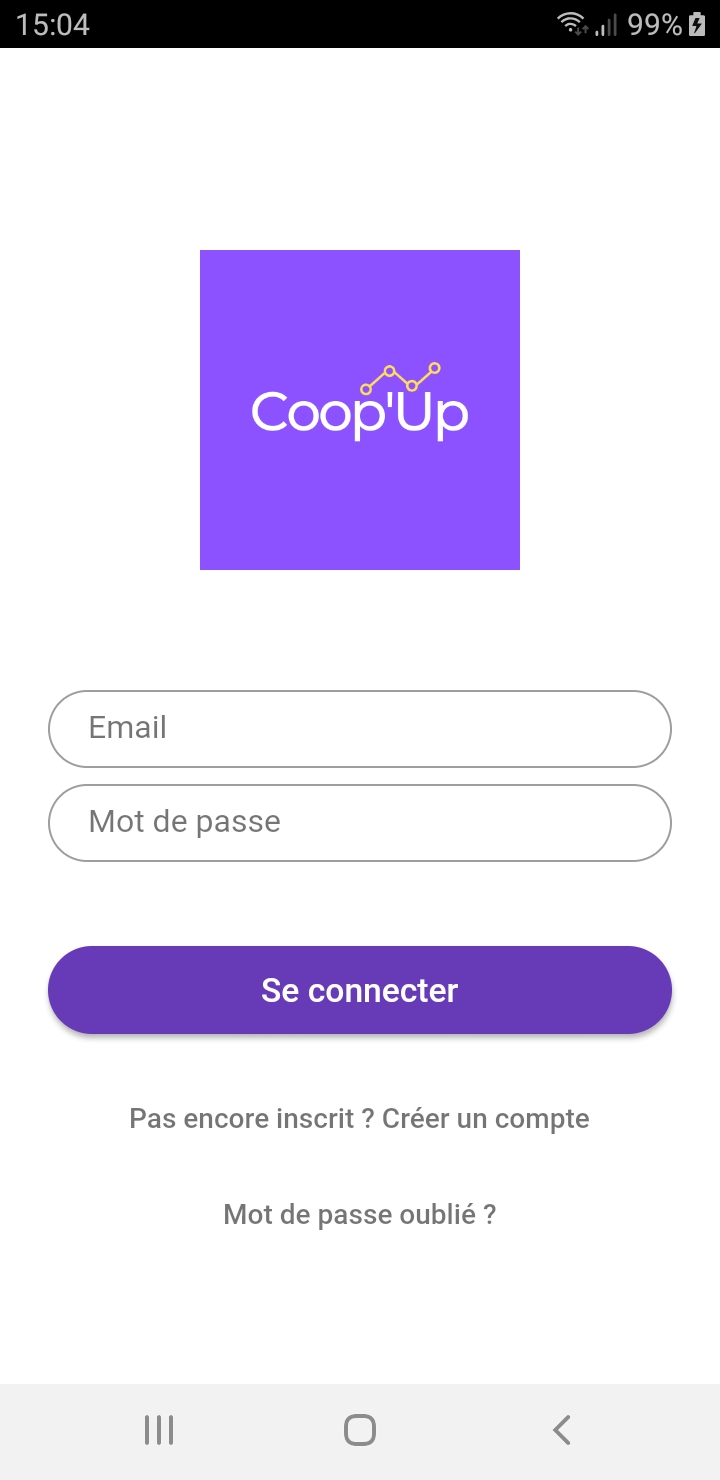 15:04 99%
Coop'Up
Email
Mot de passe
Se connecter
Pas encore inscrit ? Créer un compte
Mot de passe oublié ?